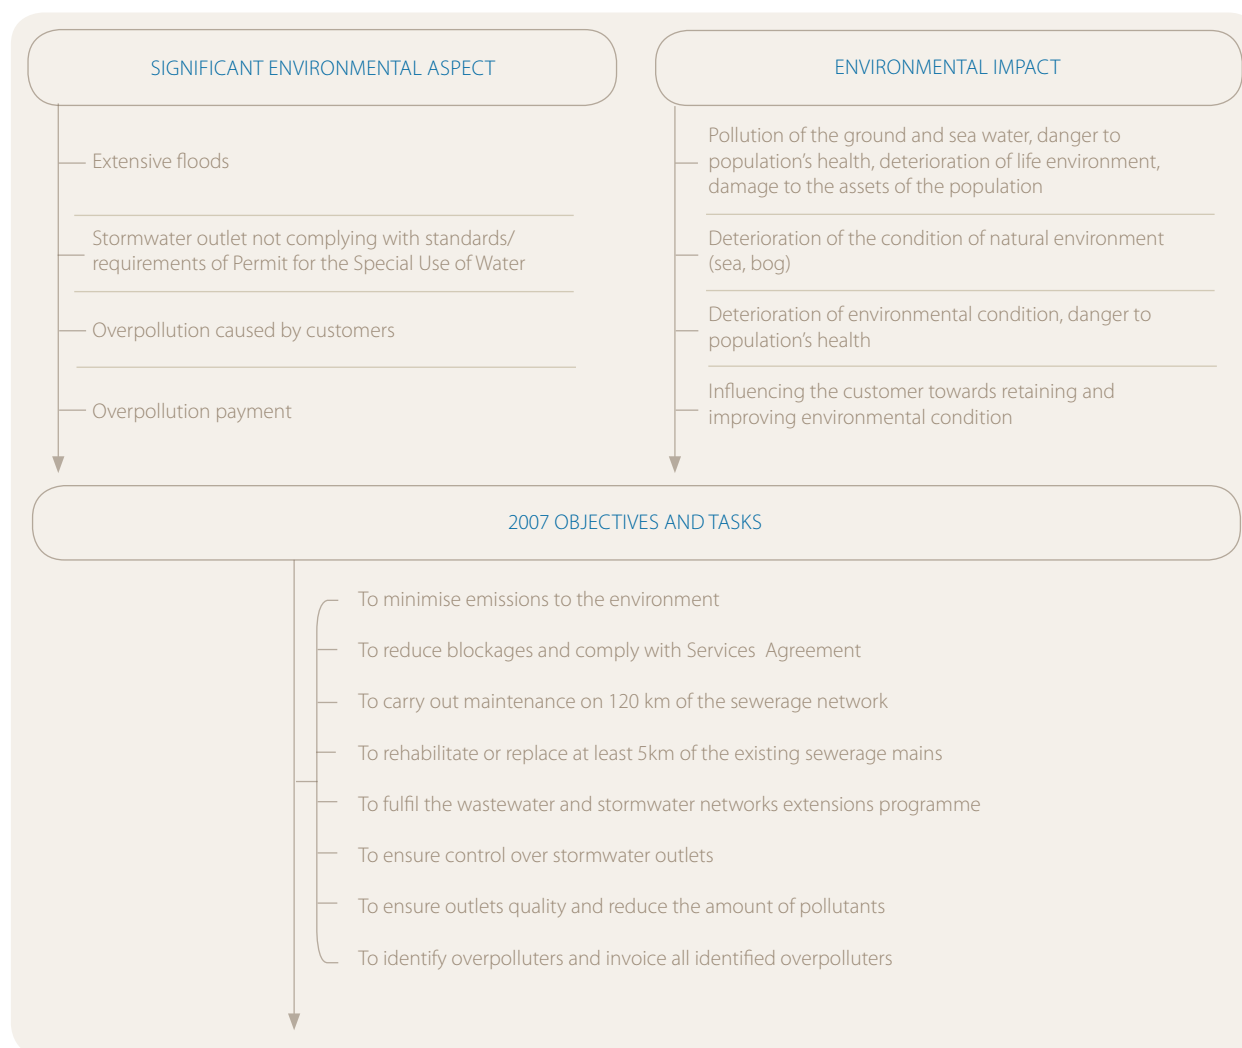 SIGNIFICANT ENVIRONMENTAL ASPECT
Extensive floods
Stormwater outlet not complying with standards/
requirements of Permit for the Special Use of Water
Overpollution caused by customers
Overpollution payment
ENVIRONMENTAL IMPACT
Pollution of the ground and sea water, danger to
population's health, deterioration of life environment,
damage to the assets of the population
Deterioration of the condition of natural environment
(sea, bog)
Deterioration of environmental condition, danger to
population's health
Influencing the customer towards retaining and
improving environmental condition
2007 OBJECTIVES AND TASKS
To minimise emissions to the environment
To reduce blockages and comply with Services Agreement
To carry out maintenance on 120 km of the sewerage network
To rehabilitate or replace at least 5km of the existing sewerage mains
To fulfil the wastewater and stormwater networks extensions programme
To ensure control over stormwater outlets
To ensure outlets quality and reduce the amount of pollutants
To identify overpolluters and invoice all identified overpolluters